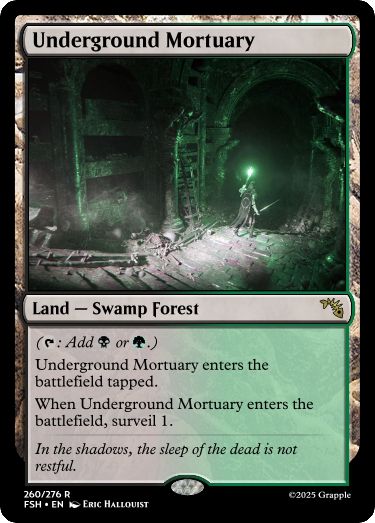 Underground Mortuary
Land — Swamp Forest
(: Add or .)
Underground Mortuary enters the
battlefield tapped.
When Underground Mortuary enters the
battlefield, surveil 1.
In the shadows, the sleep of the dead is not
restful.
260/276 R
FSH • EN Eric Hallquist
©2025 Grapple